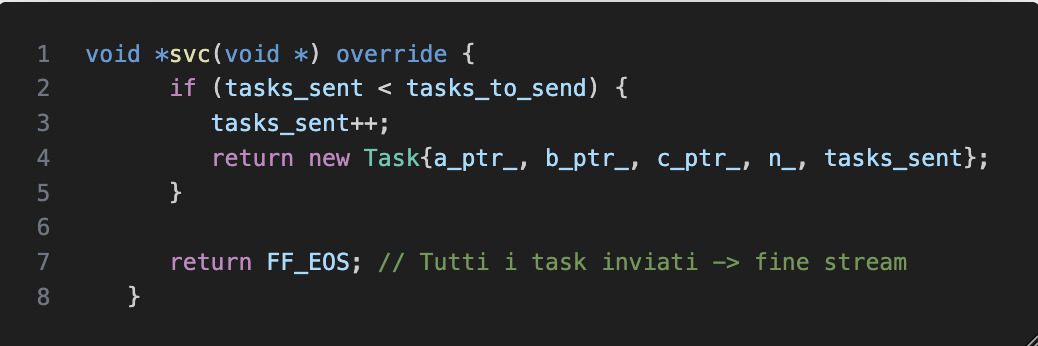 1 void *svc(void *) override {
2 if (tasks_sent < tasks_to_send) {
3 tasks_sent++;
4 return new Task{a_ptr_, b_ptr_, c_ptr_, n_, tasks_sent};
5 }
6
7 return FF_EOS; // Tutti i task inviati -> fine stream
8 }